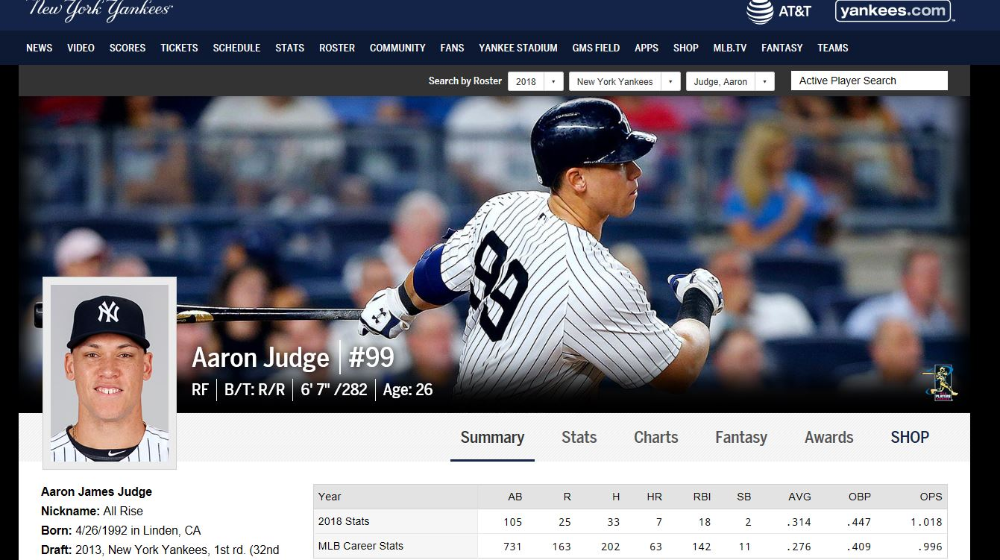 New York Yankees
AT&T
yankees.com
NEWS VIDEO SCORES TICKETS SCHEDULE STATS ROSTER COMMUNITY FANS YANKEE STADIUM GMS FIELD APPS SHOP MLB.TV FANTASY TEAMS
Search by Roster 2018 New York Yankees Judge, Aaron Active Player Search
99
NY
Aaron Judge #99
RF B/T: R/R 6' 7" /282 Age: 26
PLAYERS
Summary Stats Charts Fantasy Awards SHOP
Aaron James Judge
Nickname: All Rise
Born: 4/26/1992 in Linden, CA
Draft: 2013, New York Yankees, 1st rd. (32nd
Year AB R H HR RBI SB AVG OBP OPS
2018 Stats 105 25 33 7 18 2 .314 .447 1.018
MLB Career Stats 731 163 202 63 142 11 .276 .409 .996